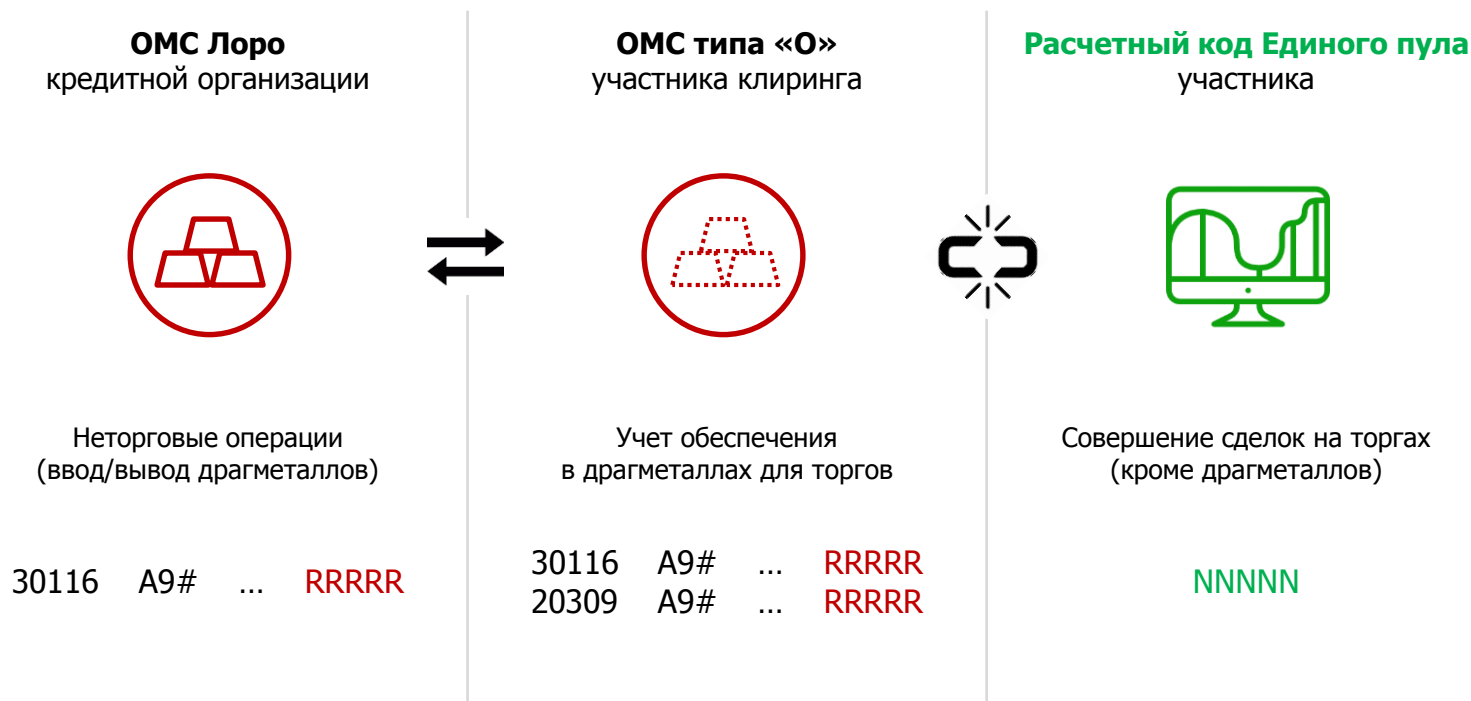 ОМС Лоро
кредитной организации
Неторговые операции
(ввод/вывод драгметаллов)
30116 A9# ... RRRRR
ОМС типа «О»
участника клиринга
Учет обеспечения
в драгметаллах для торгов
30116 A9# ... RRRRR
20309 A9# ... RRRRR
Расчетный код Единого пула
участника
Совершение сделок на торгах
(кроме драгметаллов)
NNNNN